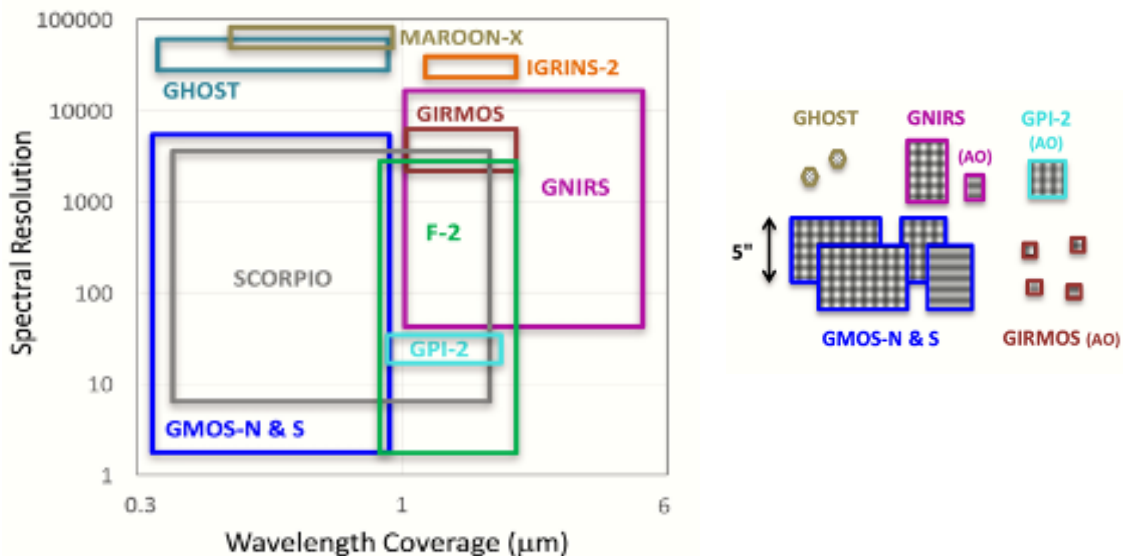 100000
10000
1000
100
10
1
Spectral Resolution
0.3
1
6
Wavelength Coverage (μm)
MAROON-X
IGRINS-2
GHOST
GIRMOS
GNIRS
F-2
SCORPIO
GPI-2
GMOS-N & S
GHOST
GNIRS
(AO)
GPI-2
(AO)
5"
GMOS-N & S
GIRMOS (AO)